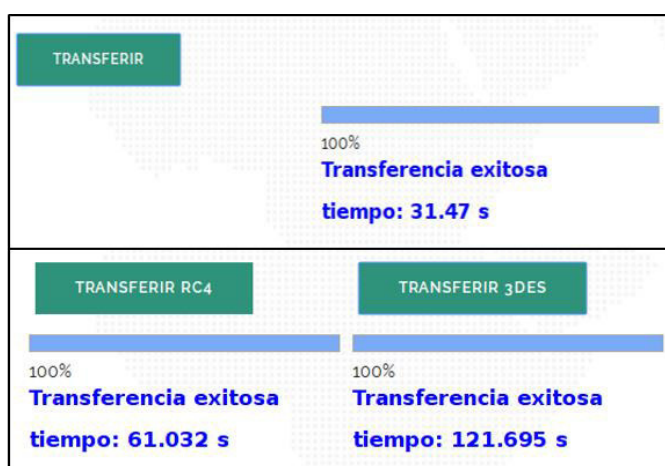 TRANSFERIR
100%
Transferencia exitosa
tiempo: 31.47 s
TRANSFERIR RC4
100%
Transferencia exitosa
tiempo: 61.032 s
TRANSFERIR 3DES
100%
Transferencia exitosa
tiempo: 121.695 s